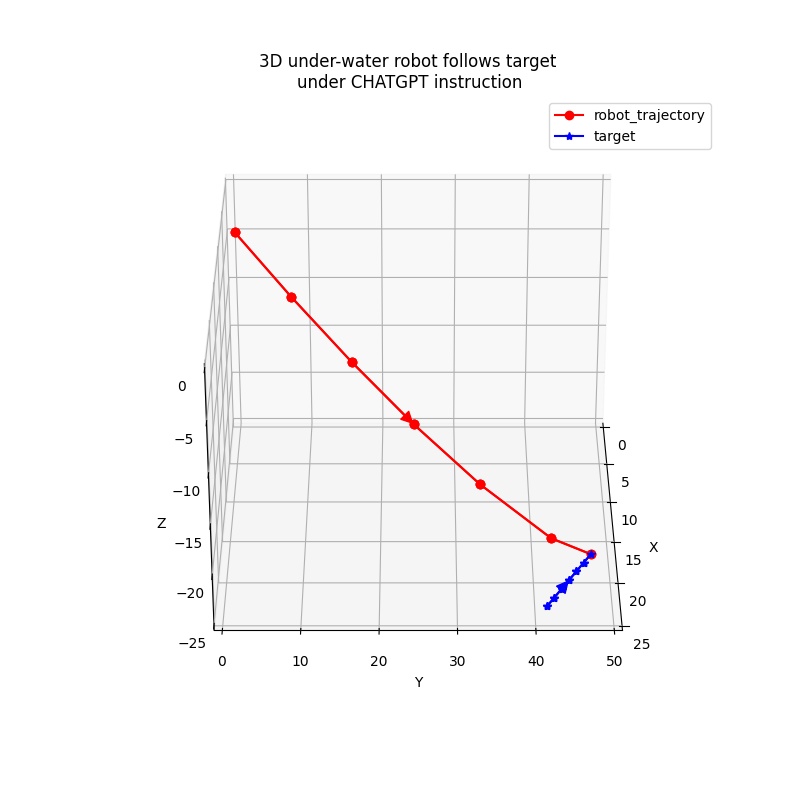 3D under-water robot follows target
under CHATGPT instruction
robot_trajectory
target
0
−5
−10
−15
−20
−25
Z
0
5
10
15
20
25
X
0
10
20
30
40
50
Y